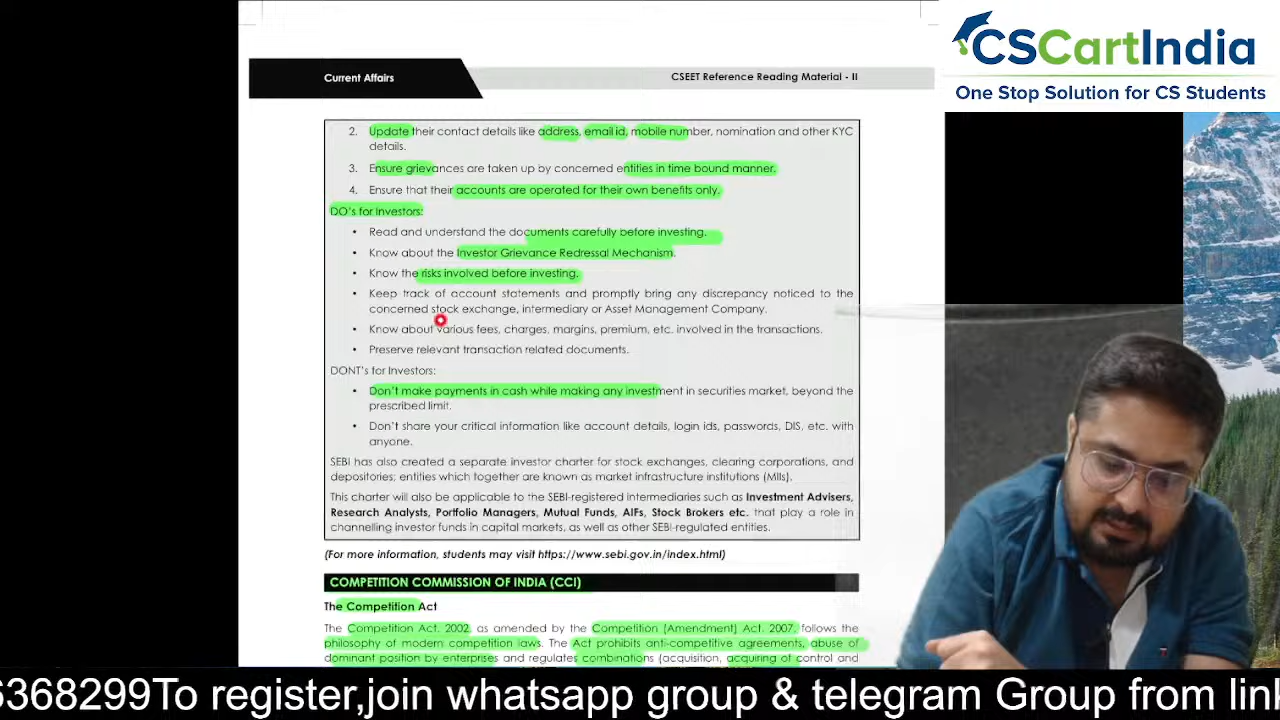 CSCartIndia
One Stop Solution for CS Students
Current Affairs
CSEET Reference Reading Material - II
2. Update their contact details like address, email id, mobile number, nomination and other KYC
details.
3. Ensure grievances are taken up by concerned entities in time bound manner.
4. Ensure that their accounts are operated for their own benefits only.
DO's for Investors:
• Read and understand the documents carefully before investing.
• Know about the Investor Grievance Redressal Mechanism.
• Know the risks involved before investing.
• Keep track of account statements and promptly bring any discrepancy noticed to the
concerned stock exchange, intermediary or Asset Management Company.
• Know about various fees, charges, margins, premium, etc. involved in the transactions.
• Preserve relevant transaction related documents.
DONT's for Investors:
• Don't make payments in cash while making any investment in securities market, beyond the
prescribed limit.
• Don't share your critical information like account details, login ids, passwords, DIS, etc. with
anyone.
SEBI has also created a separate investor charter for stock exchanges, clearing corporations, and
depositories; entities which together are known as market infrastructure institutions (MIIs).
This charter will also be applicable to the SEBI-registered intermediaries such as Investment Advisers,
Research Analysts, Portfolio Managers, Mutual Funds, AIFs, Stock Brokers etc. that play a role in
channelling investor funds in capital markets, as well as other SEBI-regulated entities.
(For more information, students may visit https://www.sebi.gov.in/index.html)
COMPETITION COMMISSION OF INDIA (CCI)
The Competition Act
The Competition Act, 2002, as amended by the Competition (Amendment) Act, 2007, follows the
philosophy of modern competition laws. The Act prohibits anti-competitive agreements, abuse of
dominant position by enterprises and regulates combinations (acquisition, acquiring of control and
6368299To register,join whatsapp group & telegram Group from lin